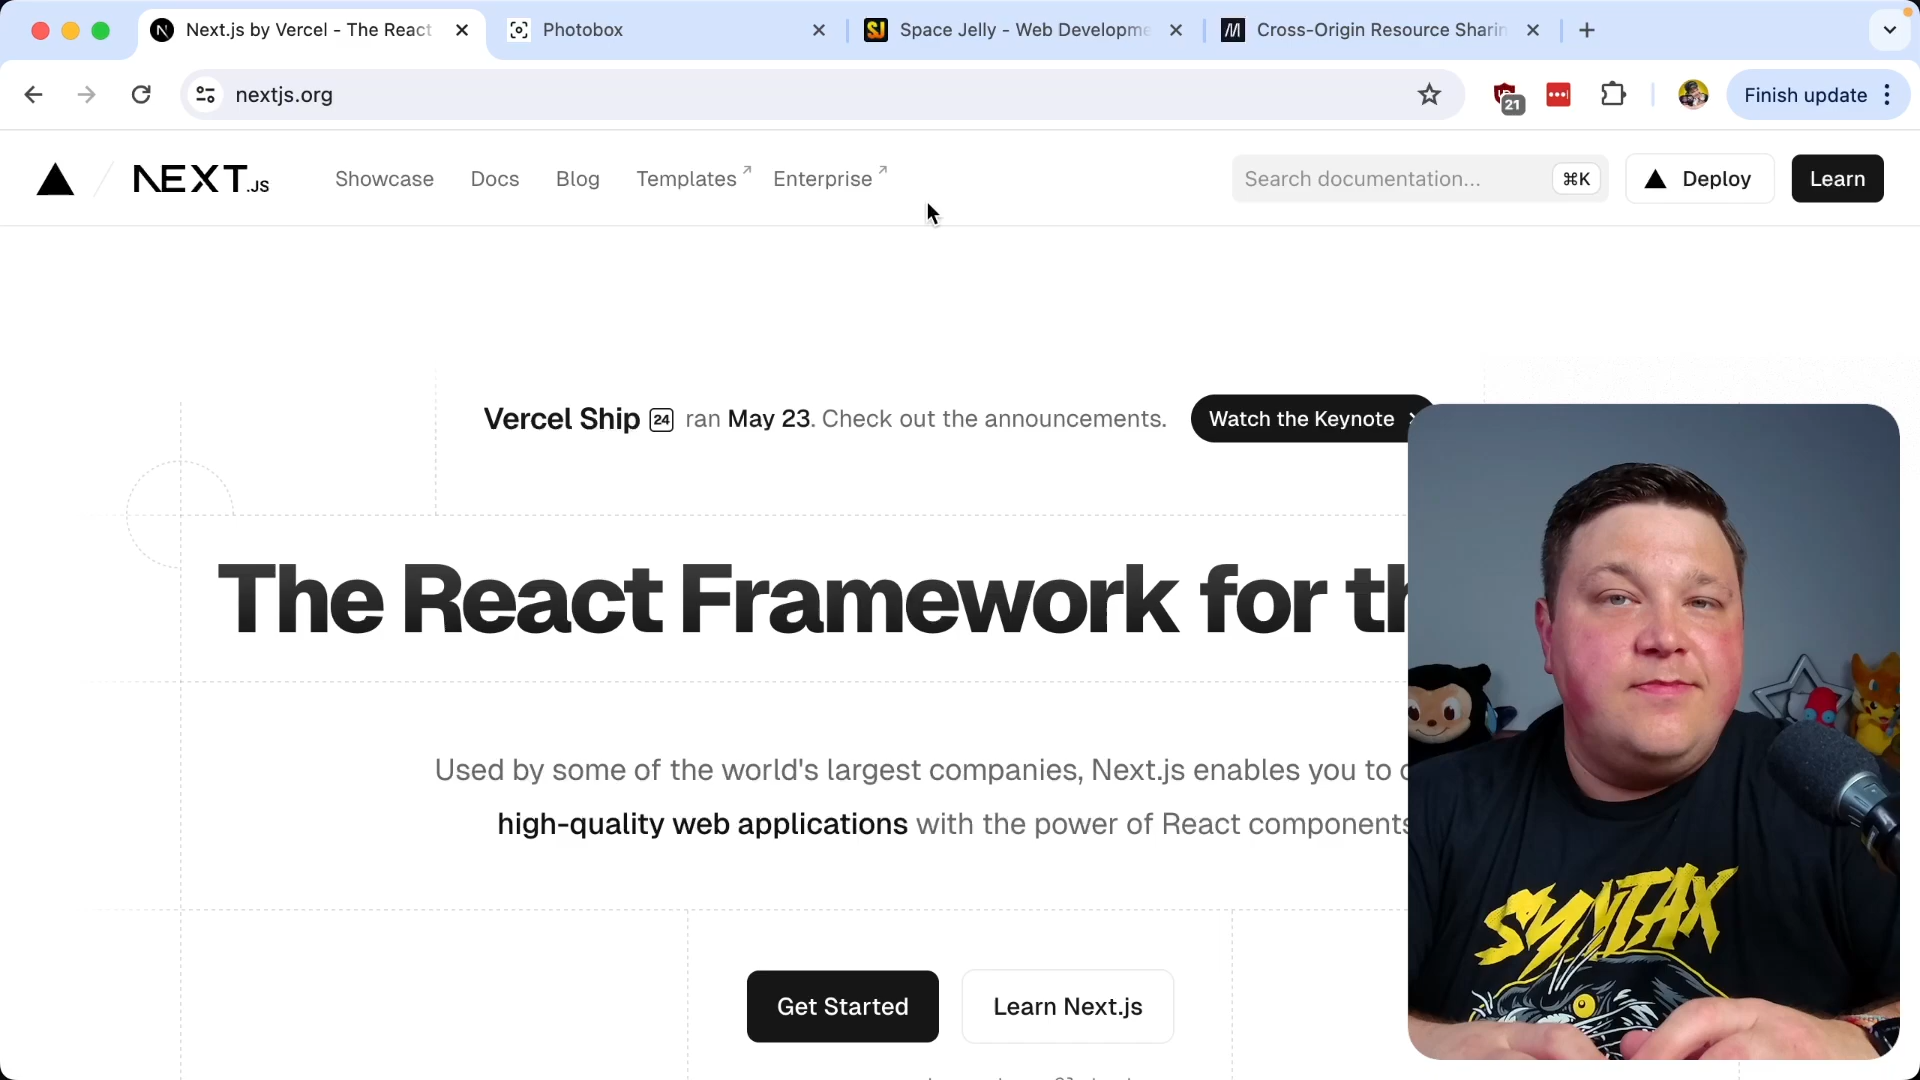 Next.js by Vercel - The React
Photobox
Space Jelly - Web Developme
Cross-Origin Resource Sharin
nextjs.org
21
Finish update
NEXT.JS
Showcase
Docs
Blog
Templates
Enterprise
Search documentation...
⌘K
Deploy
Learn
Vercel Ship 24 ran May 23. Check out the announcements.
Watch the Keynote
The React Framework for th
Used by some of the world's largest companies, Next.js enables you to c
high-quality web applications with the power of React components
Get Started
Learn Next.js
SYNTAX